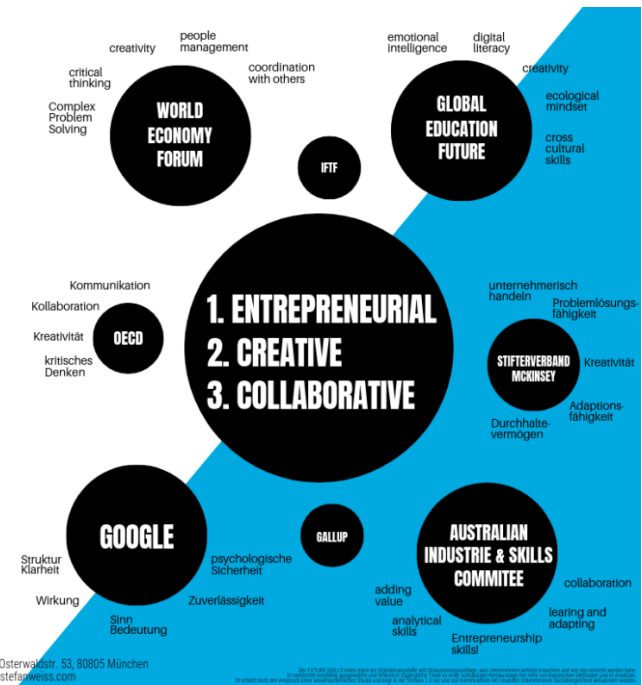 people
management
creativity
critical
thinking
coordination
with others
Complex
Problem
Solving
WORLD
ECONOMY
FORUM
emotional
intelligence
digital
literacy
creativity
ecological
mindset
cross
cultural
skills
GLOBAL
EDUCATION
FUTURE
IFTF
Kommunikation
Kollaboration
Kreativität
kritisches
Denken
OECD
1. ENTREPRENEURIAL
2. CREATIVE
3. COLLABORATIVE
unternehmerisch
handeln
Problemlösungs-
fähigkeit
STIFTERVERBAND
MCKINSEY
Kreativität
Adaptions-
fähigkeit
Durchhalte-
vermögen
GOOGLE
Struktur
Klarheit
psychologische
Sicherheit
Wirkung
Zuverlässigkeit
Sinn
Bedeutung
GALLUP
AUSTRALIAN
INDUSTRIE & SKILLS
COMMITEE
adding
value
collaboration
analytical
skills
learing and
adapting
Entrepreneurship
skills!
Osterwaldstr. 53, 80805 München
stefanweiss.com